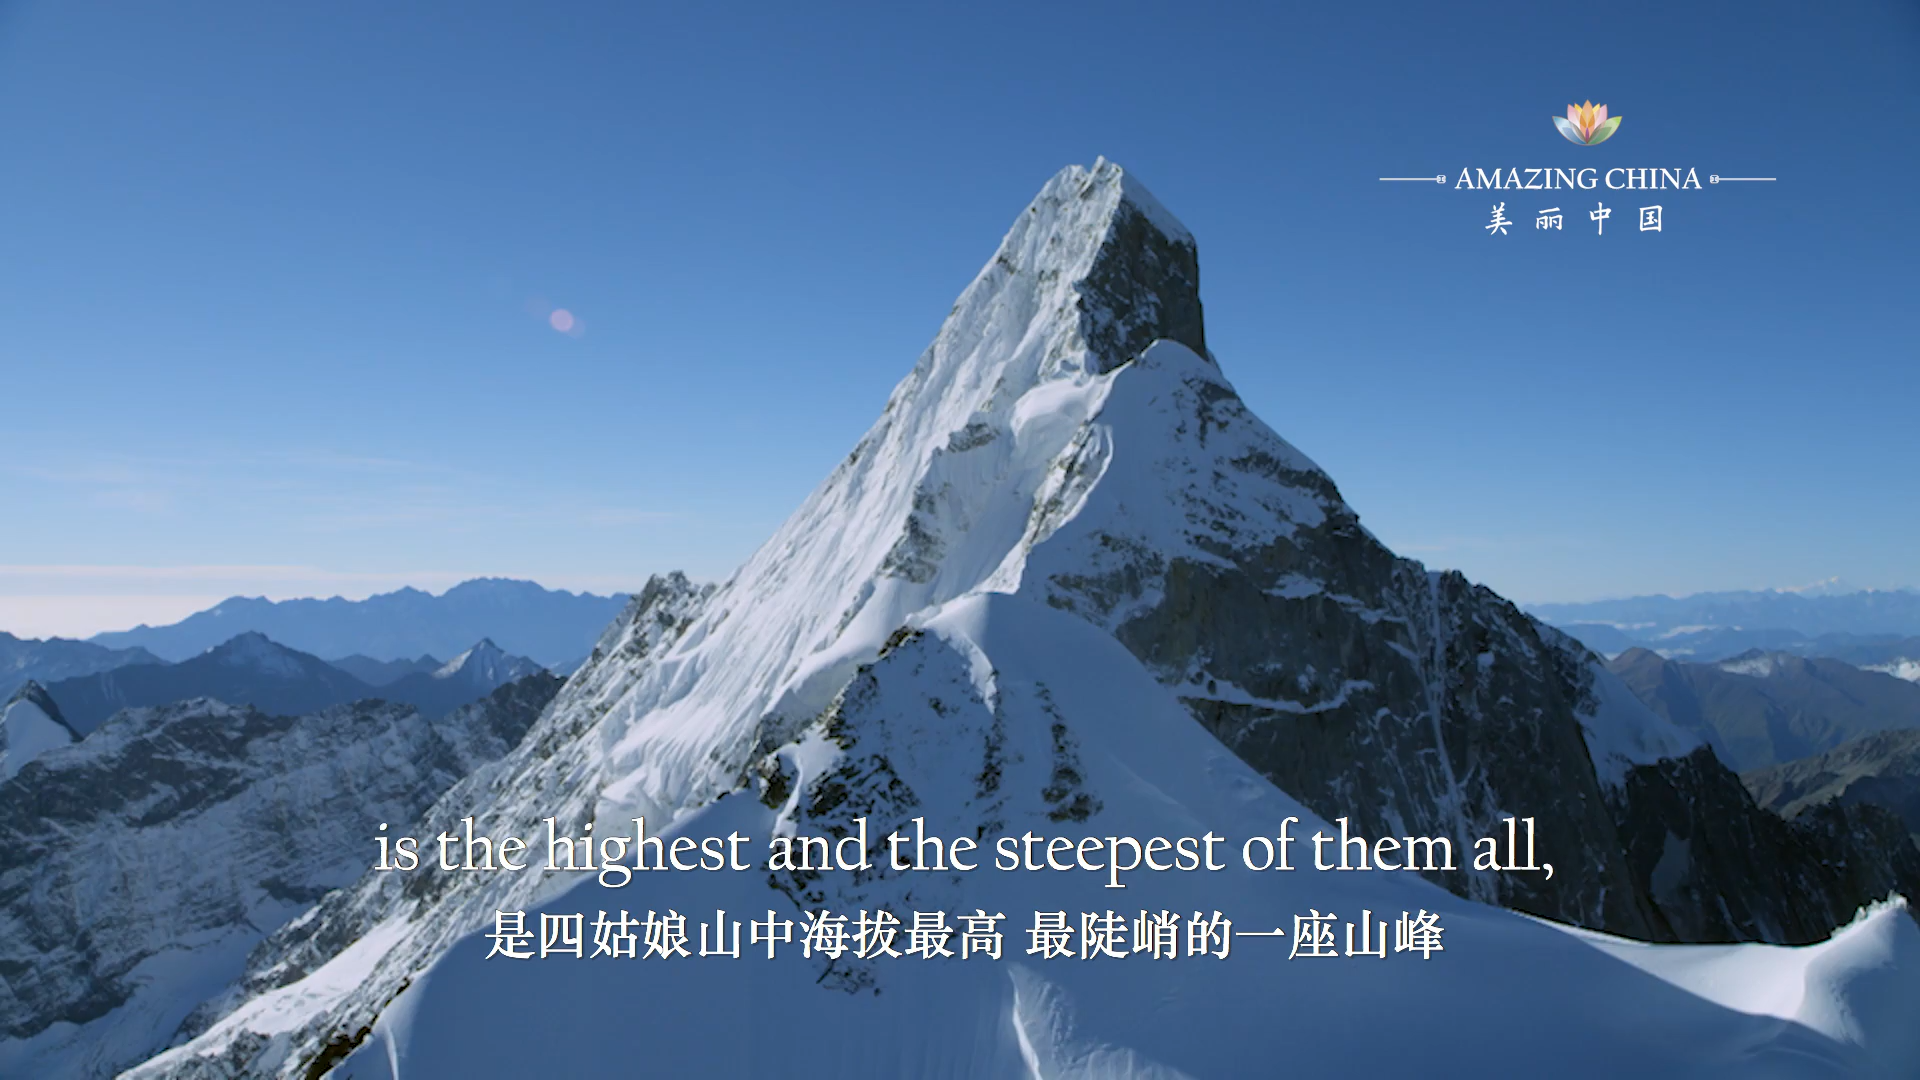 AMAZING CHINA
美丽中国
is the highest and the steepest of them all,
是四姑娘山中海拔最高 最陡峭的一座山峰